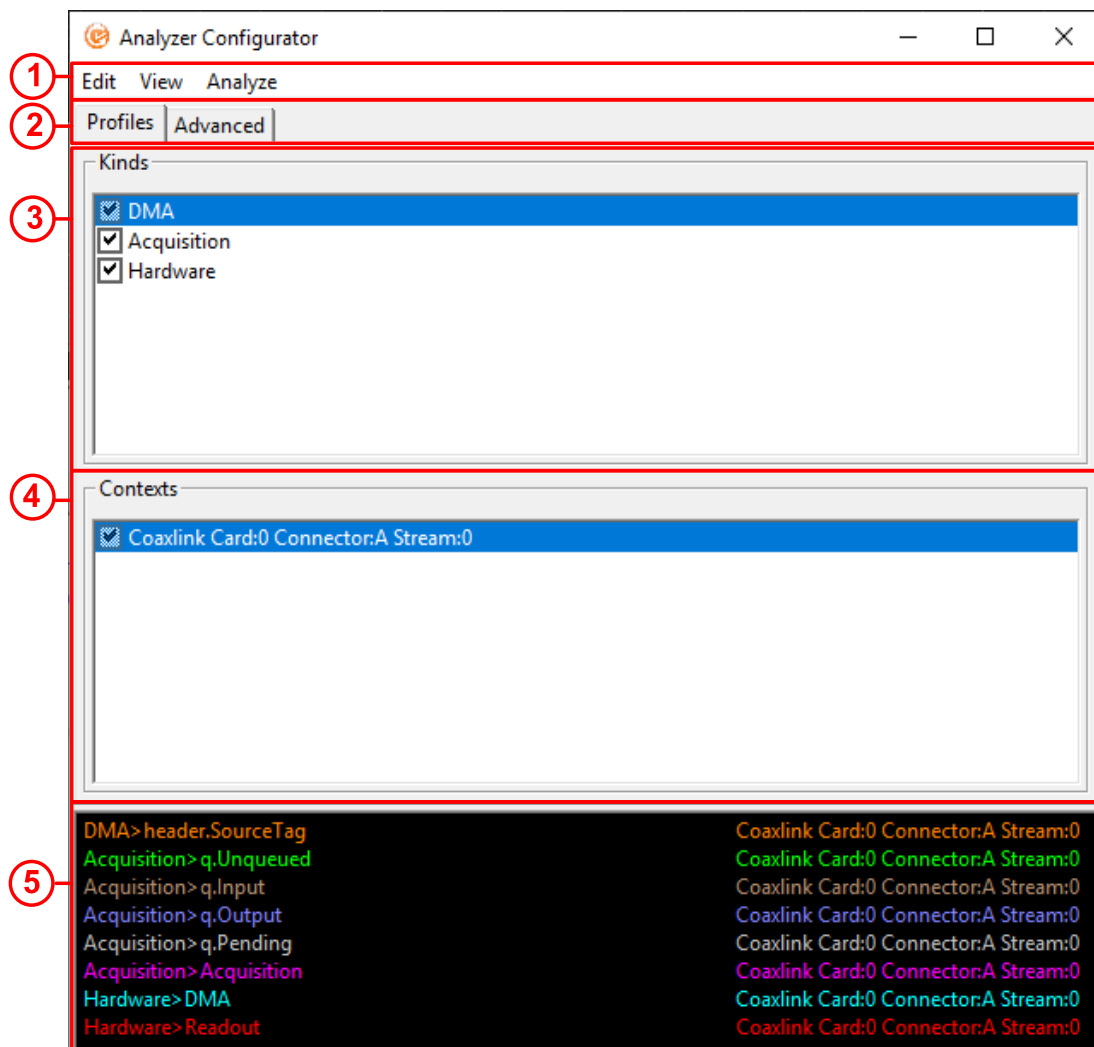 Analyzer Configurator
1
Edit View Analyze
2
Profiles Advanced
Kinds
3
DMA
Acquisition
Hardware
4
Contexts
Coaxlink Card:0 Connector:A Stream:0
5
DMA>header.SourceTag Coaxlink Card:0 Connector:A Stream:0
Acquisition>q.Unqueued Coaxlink Card:0 Connector:A Stream:0
Acquisition>q.Input Coaxlink Card:0 Connector:A Stream:0
Acquisition>q.Output Coaxlink Card:0 Connector:A Stream:0
Acquisition>q.Pending Coaxlink Card:0 Connector:A Stream:0
Acquisition>Acquisition Coaxlink Card:0 Connector:A Stream:0
Hardware>DMA Coaxlink Card:0 Connector:A Stream:0
Hardware>Readout Coaxlink Card:0 Connector:A Stream:0